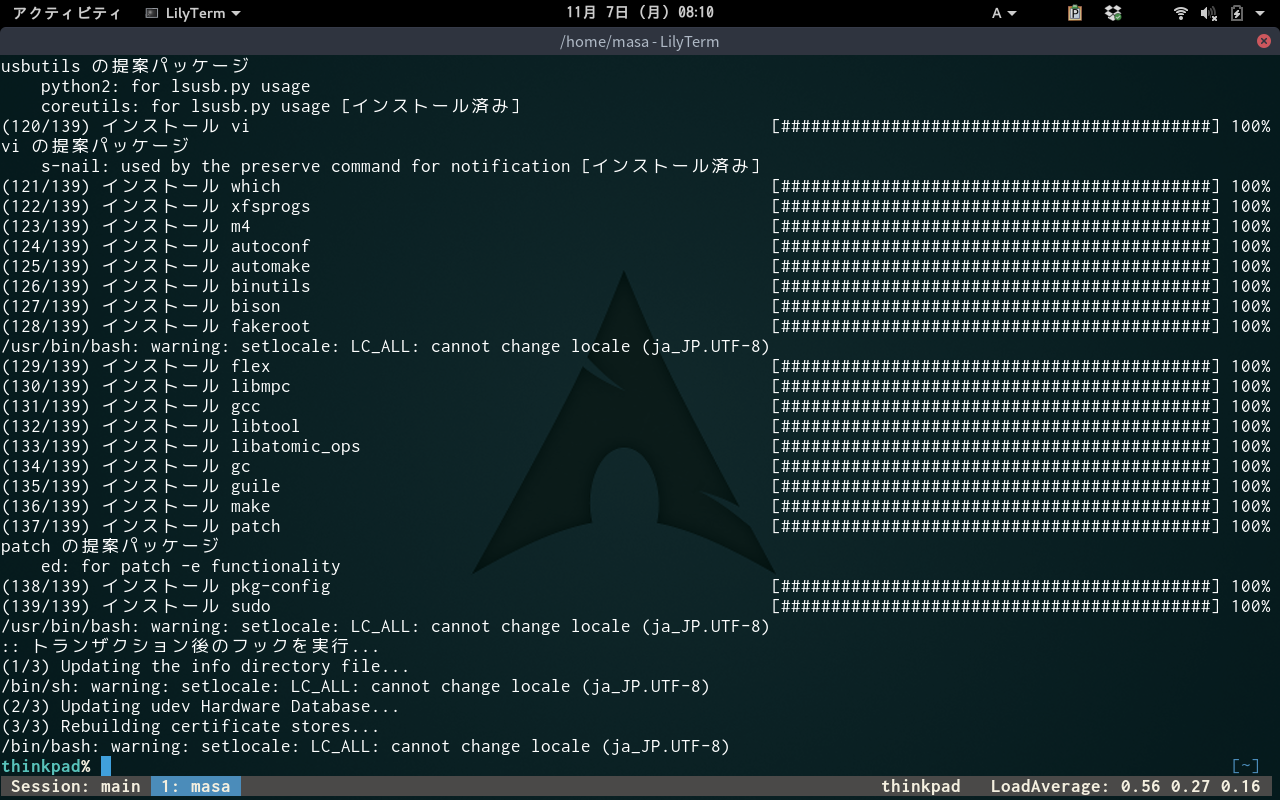 アクティビティ LilyTerm 11月 7日 (月) 08:10 A
/home/masa - LilyTerm
usbutils の提案パッケージ
    python2: for lsusb.py usage
    coreutils: for lsusb.py usage [インストール済み]
(120/139) インストール vi [###########################################] 100%
vi の提案パッケージ
    s-nail: used by the preserve command for notification [インストール済み]
(121/139) インストール which [###########################################] 100%
(122/139) インストール xfsprogs [###########################################] 100%
(123/139) インストール m4 [###########################################] 100%
(124/139) インストール autoconf [###########################################] 100%
(125/139) インストール automake [###########################################] 100%
(126/139) インストール binutils [###########################################] 100%
(127/139) インストール bison [###########################################] 100%
(128/139) インストール fakeroot [###########################################] 100%
/usr/bin/bash: warning: setlocale: LC_ALL: cannot change locale (ja_JP.UTF-8)
(129/139) インストール flex [###########################################] 100%
(130/139) インストール libmpc [###########################################] 100%
(131/139) インストール gcc [###########################################] 100%
(132/139) インストール libtool [###########################################] 100%
(133/139) インストール libatomic_ops [###########################################] 100%
(134/139) インストール gc [###########################################] 100%
(135/139) インストール guile [###########################################] 100%
(136/139) インストール make [###########################################] 100%
(137/139) インストール patch [###########################################] 100%
patch の提案パッケージ
    ed: for patch -e functionality
(138/139) インストール pkg-config [###########################################] 100%
(139/139) インストール sudo [###########################################] 100%
/usr/bin/bash: warning: setlocale: LC_ALL: cannot change locale (ja_JP.UTF-8)
:: トランザクション後のフックを実行...
(1/3) Updating the info directory file...
/bin/sh: warning: setlocale: LC_ALL: cannot change locale (ja_JP.UTF-8)
(2/3) Updating udev Hardware Database...
(3/3) Rebuilding certificate stores...
/bin/bash: warning: setlocale: LC_ALL: cannot change locale (ja_JP.UTF-8)
thinkpad% [~]
Session: main 1: masa thinkpad LoadAverage: 0.56 0.27 0.16